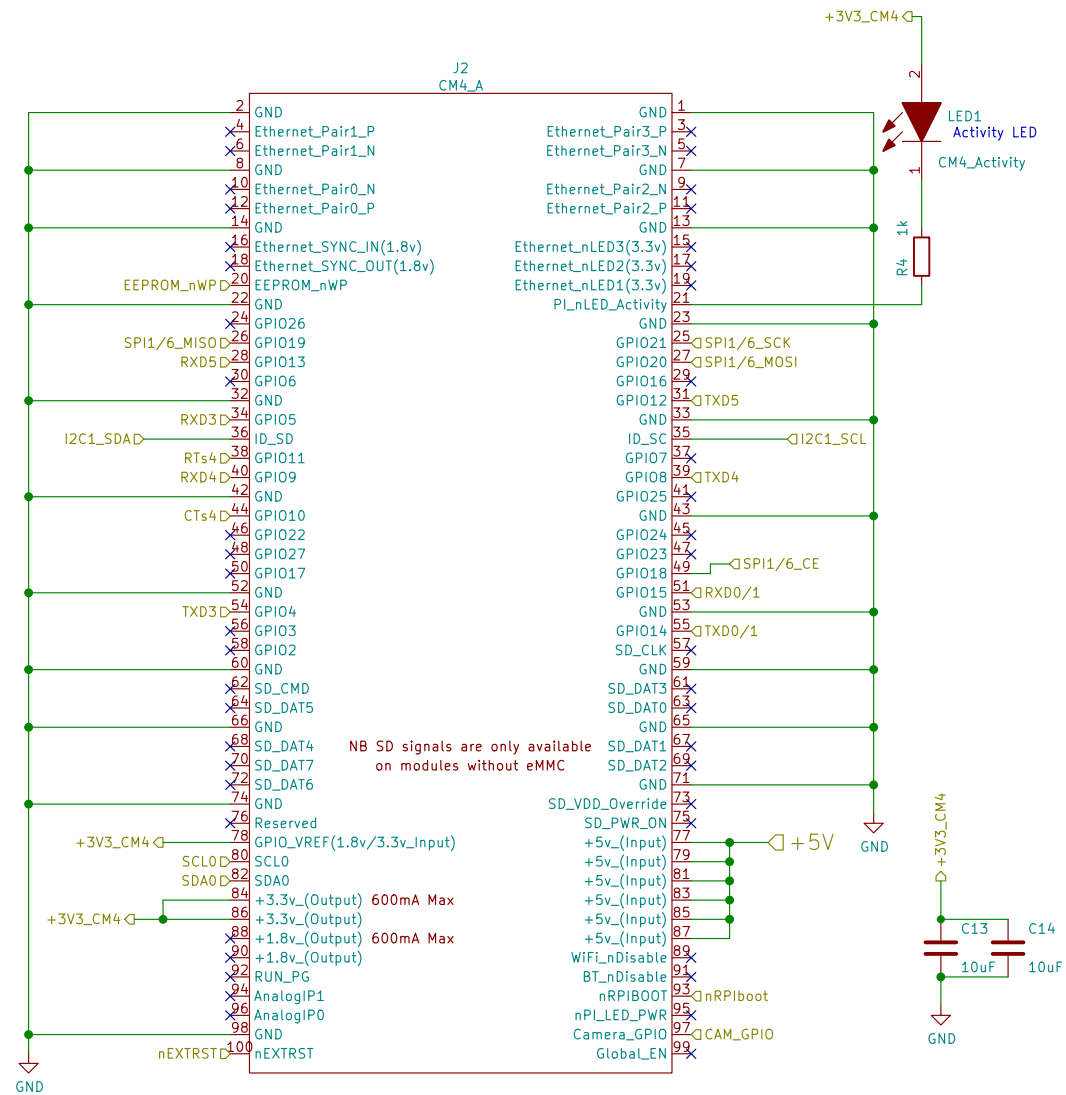 +3V3_CM4
J2
CM4_A
2 GND GND 1
4 Ethernet_Pair1_P Ethernet_Pair3_P 3
6 Ethernet_Pair1_N Ethernet_Pair3_N 5
8 GND GND 7
10 Ethernet_Pair0_N Ethernet_Pair2_N 9
12 Ethernet_Pair0_P Ethernet_Pair2_P 11
14 GND GND 13
16 Ethernet_SYNC_IN(1.8v) Ethernet_nLED3(3.3v) 15
18 Ethernet_SYNC_OUT(1.8v) Ethernet_nLED2(3.3v) 17
EEPROM_nWP 20 EEPROM_nWP Ethernet_nLED1(3.3v) 19
22 GND PI_nLED_Activity 21
24 GPIO26 GND 23
SPI1/6_MISO 26 GPIO19 GPIO21 25 SPI1/6_SCK
RXD5 28 GPIO13 GPIO20 27 SPI1/6_MOSI
30 GPIO6 GPIO16 29
32 GND GPIO12 31 TXD5
RXD3 34 GPIO5 GND 33
I2C1_SDA 36 ID_SD ID_SC 35 I2C1_SCL
RTs4 38 GPIO11 GPIO7 37
RXD4 40 GPIO9 GPIO8 39 TXD4
42 GND GPIO25 41
CTs4 44 GPIO10 GND 43
46 GPIO22 GPIO24 45
48 GPIO27 GPIO23 47
50 GPIO17 GPIO18 49 SPI1/6_CE
52 GND GPIO15 51 RXD0/1
TXD3 54 GPIO4 GND 53
56 GPIO3 GPIO14 55 TXD0/1
58 GPIO2 SD_CLK 57
60 GND GND 59
62 SD_CMD SD_DAT3 61
64 SD_DAT5 SD_DAT0 63
66 GND GND 65
68 SD_DAT4 NB SD signals are only available SD_DAT1 67
70 SD_DAT7 on modules without eMMC SD_DAT2 69
72 SD_DAT6 GND 71
74 GND SD_VDD_Override 73
76 Reserved SD_PWR_ON 75
+3V3_CM4 78 GPIO_VREF(1.8v/3.3v_Input) +5v_(Input) 77 +5V
SCL0 80 SCL0 +5v_(Input) 79
SDA0 82 SDA0 +5v_(Input) 81
84 +3.3v_(Output) 600mA Max +5v_(Input) 83
+3V3_CM4 86 +3.3v_(Output) +5v_(Input) 85
88 +1.8v_(Output) 600mA Max +5v_(Input) 87
90 +1.8v_(Output) WiFi_nDisable 89
92 RUN_PG BT_nDisable 91
94 AnalogIP1 nRPIBOOT 93 nRPIboot
96 AnalogIP0 nPI_LED_PWR 95
98 GND Camera_GPIO 97 CAM_GPIO
nEXTRST 100 nEXTRST Global_EN 99
GND
GND
2
LED1
Activity LED
CM4_Activity
1
R4 1k
+3V3_CM4
C13 C14
10uF 10uF
GND